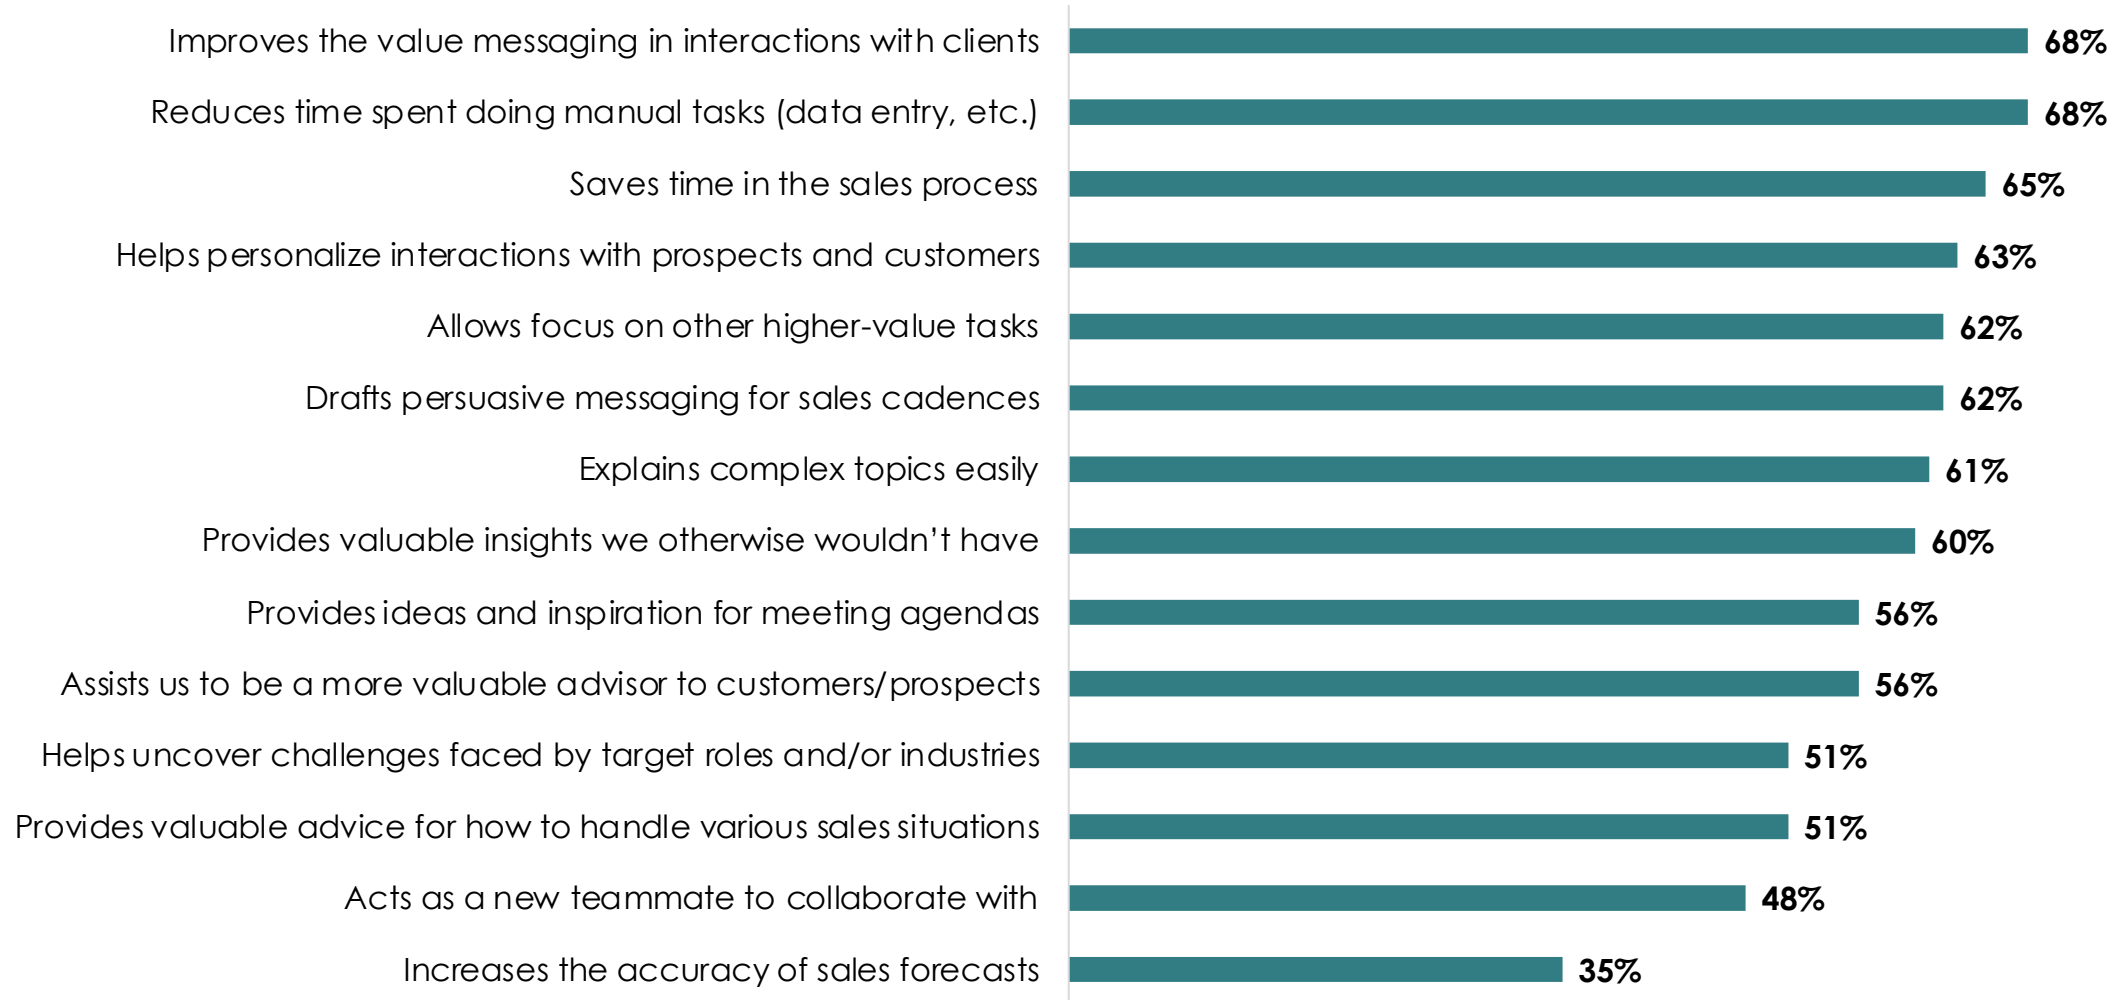 Improves the value messaging in interactions with clients 68%
Reduces time spent doing manual tasks (data entry, etc.) 68%
Saves time in the sales process 65%
Helps personalize interactions with prospects and customers 63%
Allows focus on other higher-value tasks 62%
Drafts persuasive messaging for sales cadences 62%
Explains complex topics easily 61%
Provides valuable insights we otherwise wouldn’t have 60%
Provides ideas and inspiration for meeting agendas 56%
Assists us to be a more valuable advisor to customers/prospects 56%
Helps uncover challenges faced by target roles and/or industries 51%
Provides valuable advice for how to handle various sales situations 51%
Acts as a new teammate to collaborate with 48%
Increases the accuracy of sales forecasts 35%